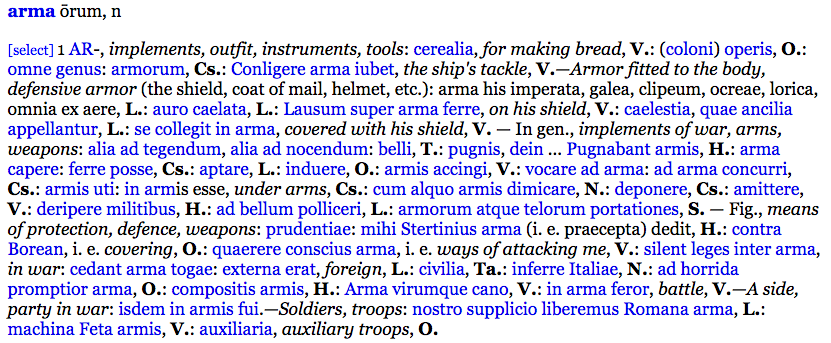 arma ōrum, n
[select] 1 AR-, implements, outfit, instruments, tools: cerealia, for making bread, V.: (coloni) operis, O.:
omne genus: armorum, Cs.: Conligere arma iubet, the ship's tackle, V.—Armor fitted to the body,
defensive armor (the shield, coat of mail, helmet, etc.): arma his imperata, galea, clipeum, ocreae, lorica,
omnia ex aere, L.: auro caelata, L.: Lausum super arma ferre, on his shield, V.: caelestia, quae ancilia
appellantur, L.: se collegit in arma, covered with his shield, V. — In gen., implements of war, arms,
weapons: alia ad tegendum, alia ad nocendum: belli, T.: pugnis, dein ... Pugnabant armis, H.: arma
capere: ferre posse, Cs.: aptare, L.: induere, O.: armis accingi, V.: vocare ad arma: ad arma concurri,
Cs.: armis uti: in armis esse, under arms, Cs.: cum alquo armis dimicare, N.: deponere, Cs.: amittere,
V.: deripere militibus, H.: ad bellum polliceri, L.: armorum atque telorum portationes, S. — Fig., means
of protection, defence, weapons: prudentiae: mihi Stertinius arma (i. e. praecepta) dedit, H.: contra
Borean, i. e. covering, O.: quaerere conscius arma, i. e. ways of attacking me, V.: silent leges inter arma,
in war: cedant arma togae: externa erat, foreign, L.: civilia, Ta.: inferre Italiae, N.: ad horrida
promptior arma, O.: compositis armis, H.: Arma virumque cano, V.: in arma feror, battle, V.—A side,
party in war: isdem in armis fui.—Soldiers, troops: nostro supplicio liberemus Romana arma, L.:
machina Feta armis, V.: auxiliaria, auxiliary troops, O.